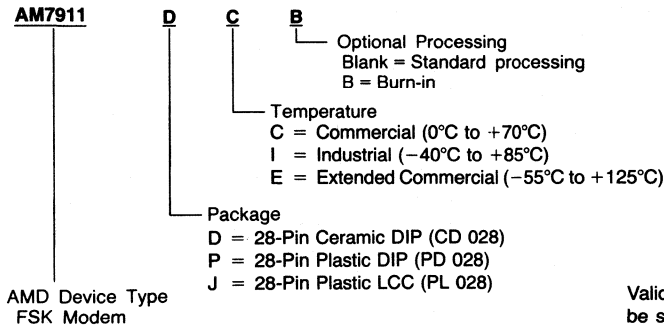 AM7911 D C B
Optional Processing
Blank = Standard processing
B = Burn-in
Temperature
C = Commercial (0°C to +70°C)
I = Industrial (−40°C to +85°C)
E = Extended Commercial (−55°C to +125°C)
Package
D = 28-Pin Ceramic DIP (CD 028)
P = 28-Pin Plastic DIP (PD 028)
J = 28-Pin Plastic LCC (PL 028)
AMD Device Type
FSK Modem
Valid
be s